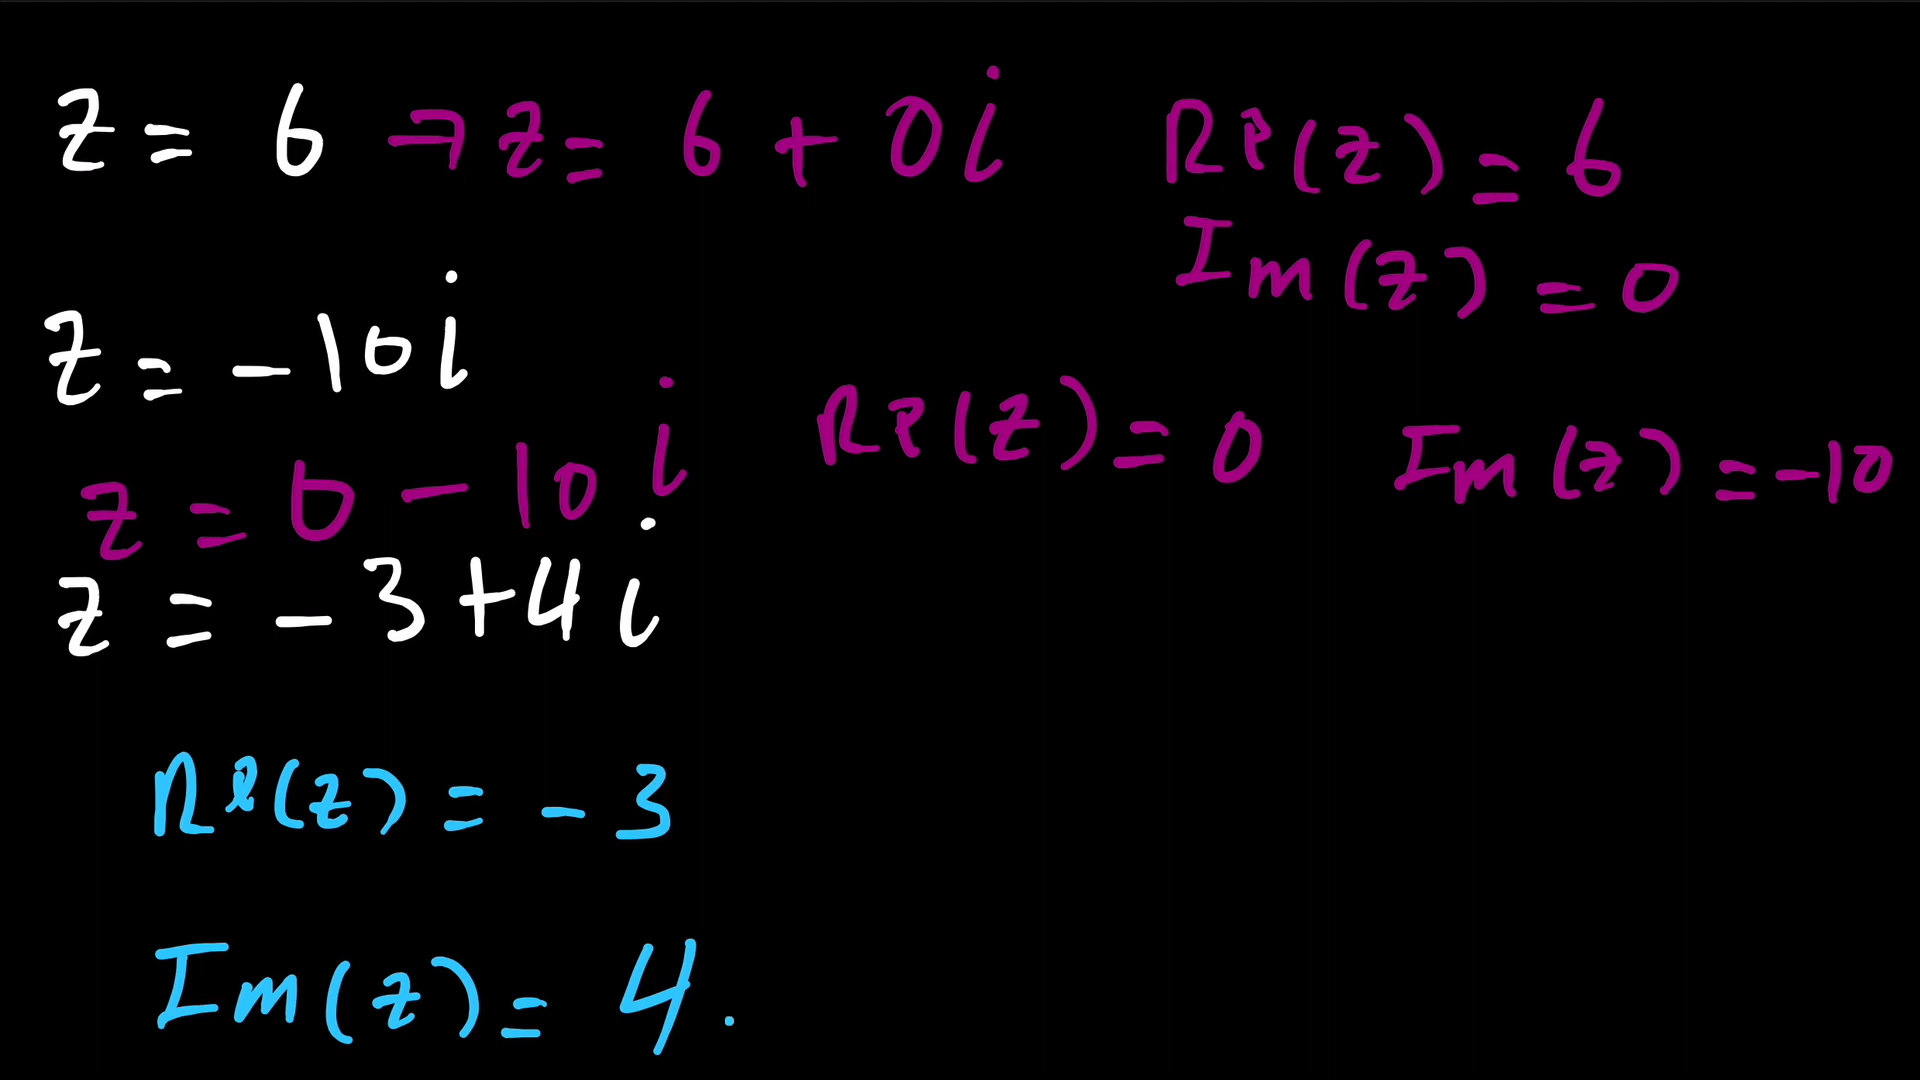 z = 6 → z = 6 + 0i Re(z) = 6
Im(z) = 0
z = -10i
Re(z) = 0 Im(z) = -10
z = 0 - 10i
z = -3+4i
Re(z) = -3
Im(z) = 4.